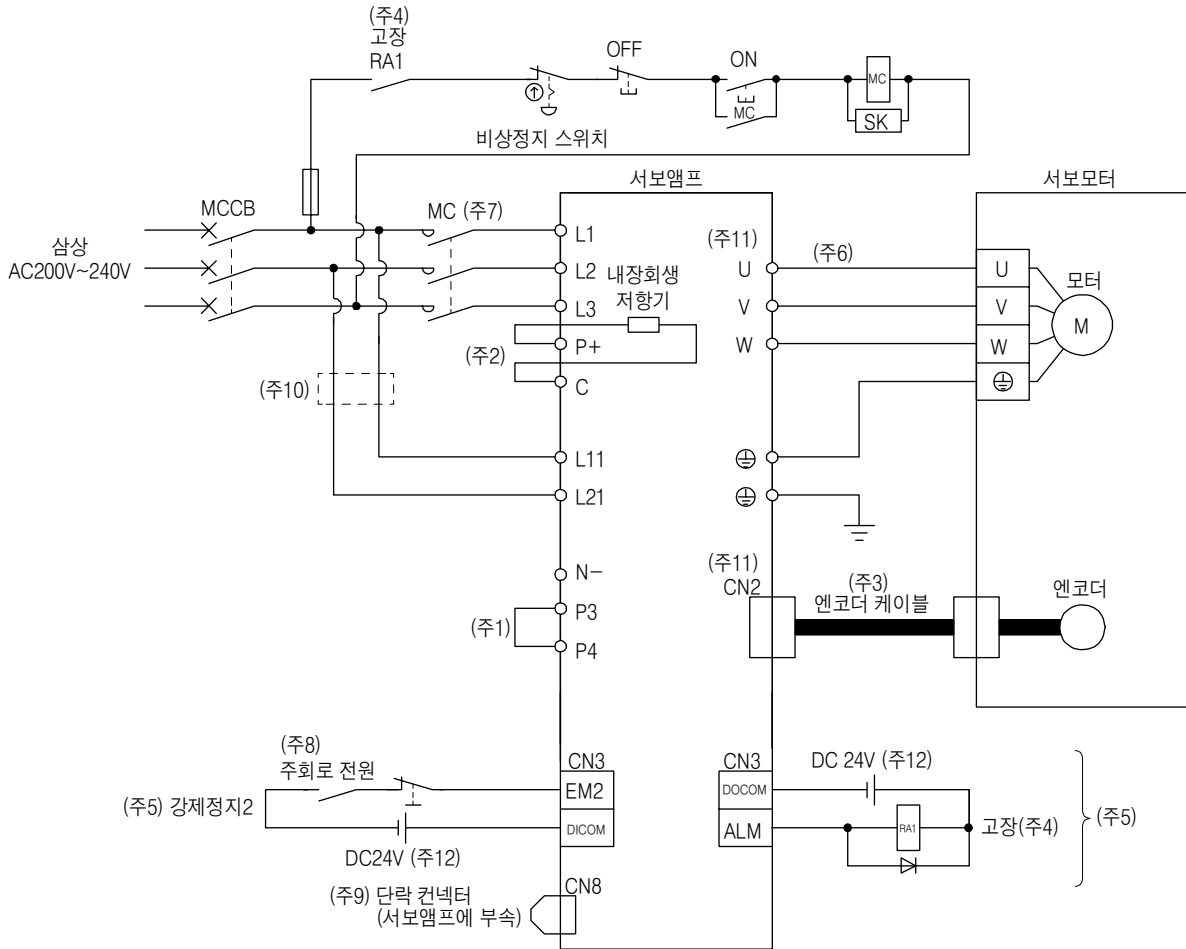 (주4)
고장
RA1
OFF
ON
MC
MC
SK
비상정지 스위치
서보앰프
서보모터
MCCB
MC (주7)
삼상
AC200V~240V
L1
L2
L3
내장회생
저항기
P+
(주2)
C
(주10)
L11
L21
N−
P3
(주1)
P4
(주11)
U
(주6)
V
W
U
V
W
모터
M
(주11)
CN2
(주3)
엔코더 케이블
엔코더
(주8)
주회로 전원
(주5) 강제정지2
CN3
EM2
DICOM
DC24V (주12)
(주9) 단락 컨넥터
(서보앰프에 부속)
CN8
CN3
DOCOM
ALM
DC 24V (주12)
RA1
고장(주4)
(주5)